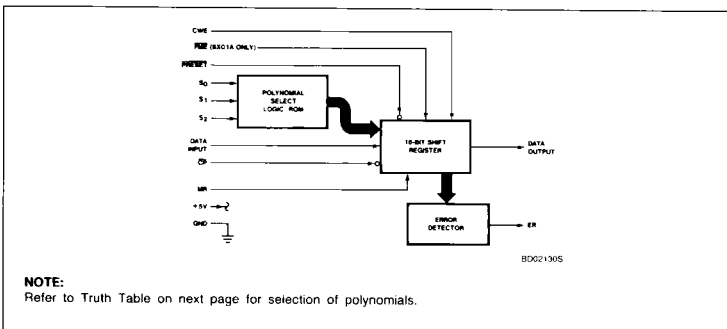 CWE
PME (8X01A ONLY)
PRESET
S0
S1
S2
POLYNOMIAL
SELECT
LOGIC ROM
DATA
INPUT
CP
16-BIT SHIFT
REGISTER
DATA
OUTPUT
MR
+5V
GND
ERROR
DETECTOR
ER
BD02130S
NOTE:
Refer to Truth Table on next page for selection of polynomials.